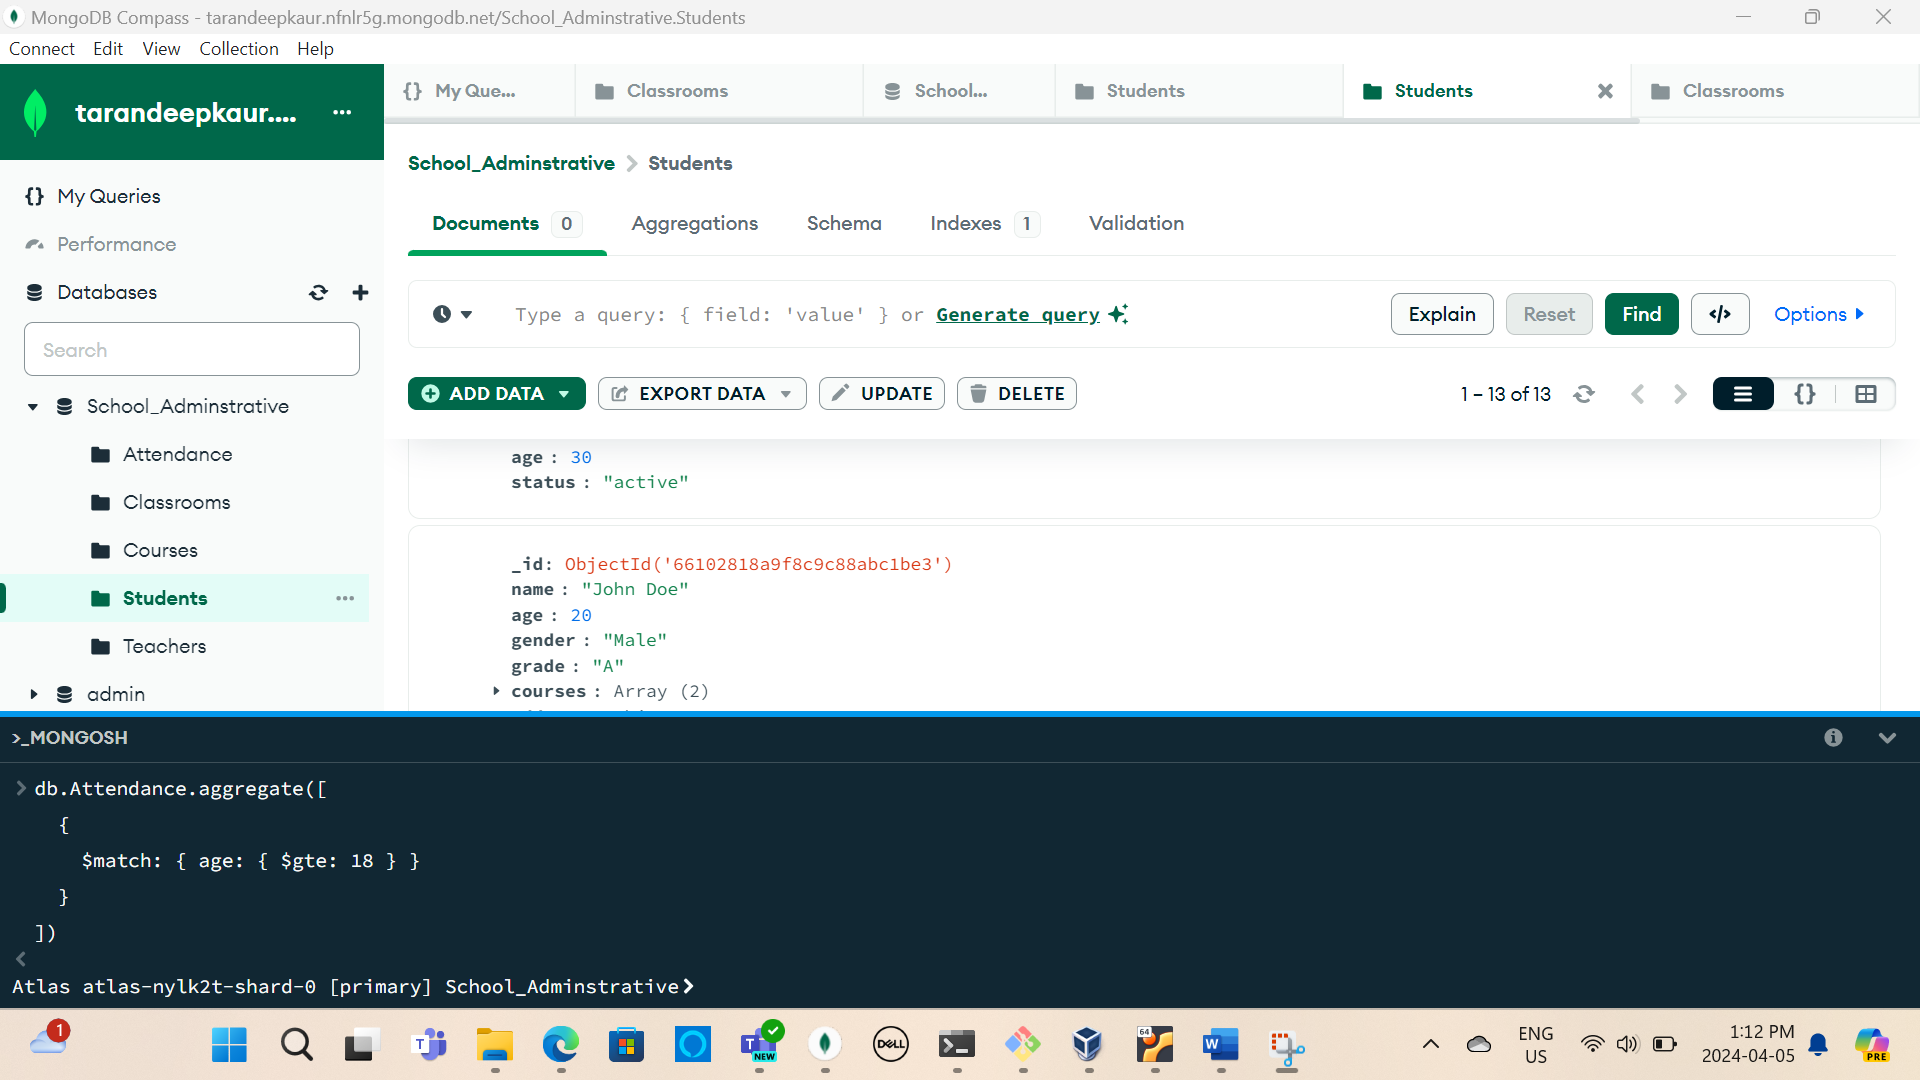 MongoDB Compass - tarandeepkaur.nfnlr5g.mongodb.net/School_Adminstrative.Students
Connect Edit View Collection Help
tarandeepkaur.... ...
{} My Que... Classrooms School... Students Students Classrooms
School_Adminstrative > Students
{} My Queries
Performance
Databases
Search
School_Adminstrative
Attendance
Classrooms
Courses
Students ...
Teachers
admin
Documents 0 Aggregations Schema Indexes 1 Validation
Type a query: { field: 'value' } or Generate query
Explain Reset Find </> Options
ADD DATA EXPORT DATA UPDATE DELETE 1 – 13 of 13 {}
age : 30
status : "active"
_id: ObjectId('66102818a9f8c9c88abc1be3')
name : "John Doe"
age : 20
gender : "Male"
grade : "A"
courses : Array (2)
>_MONGOSH
> db.Attendance.aggregate([
{
$match: { age: { $gte: 18 } }
}
])
<
Atlas atlas-nylk2t-shard-0 [primary] School_Adminstrative>
1 T NEW DELL 64 W ENG US 1:12 PM 2024-04-05 PRE